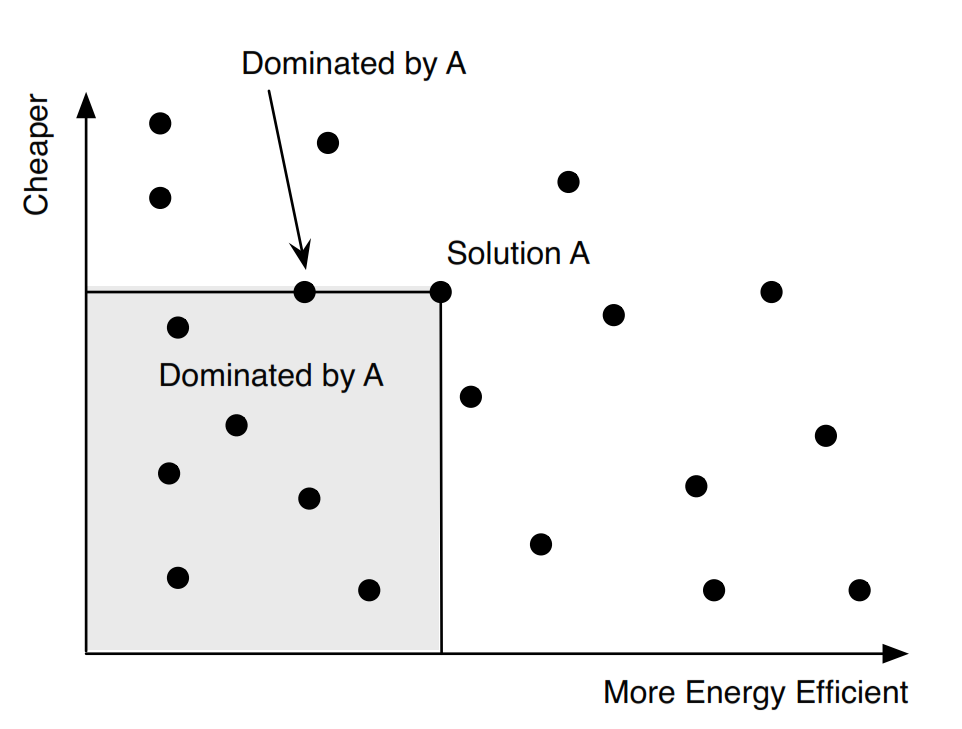 Dominated by A
Cheaper
Solution A
Dominated by A
More Energy Efficient